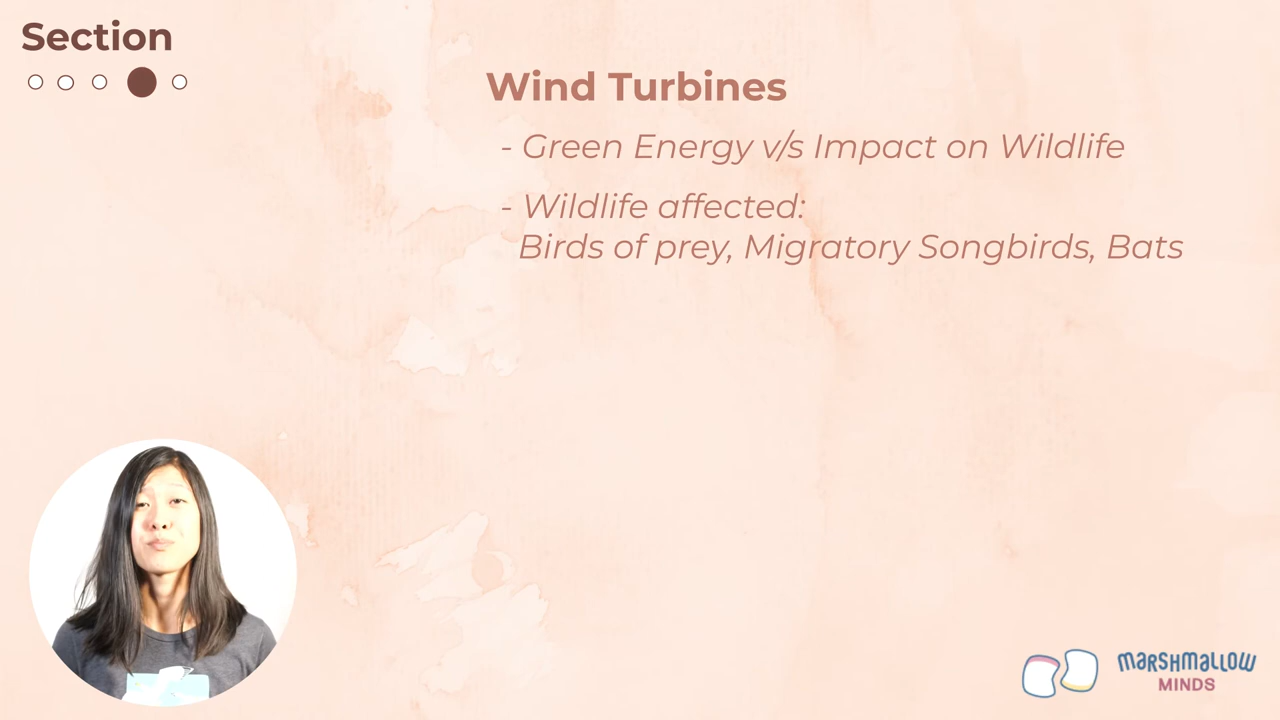 Section
Wind Turbines
- Green Energy v/s Impact on Wildlife
- Wildlife affected:
Birds of prey, Migratory Songbirds, Bats
MARSHMALLOW
MINDS